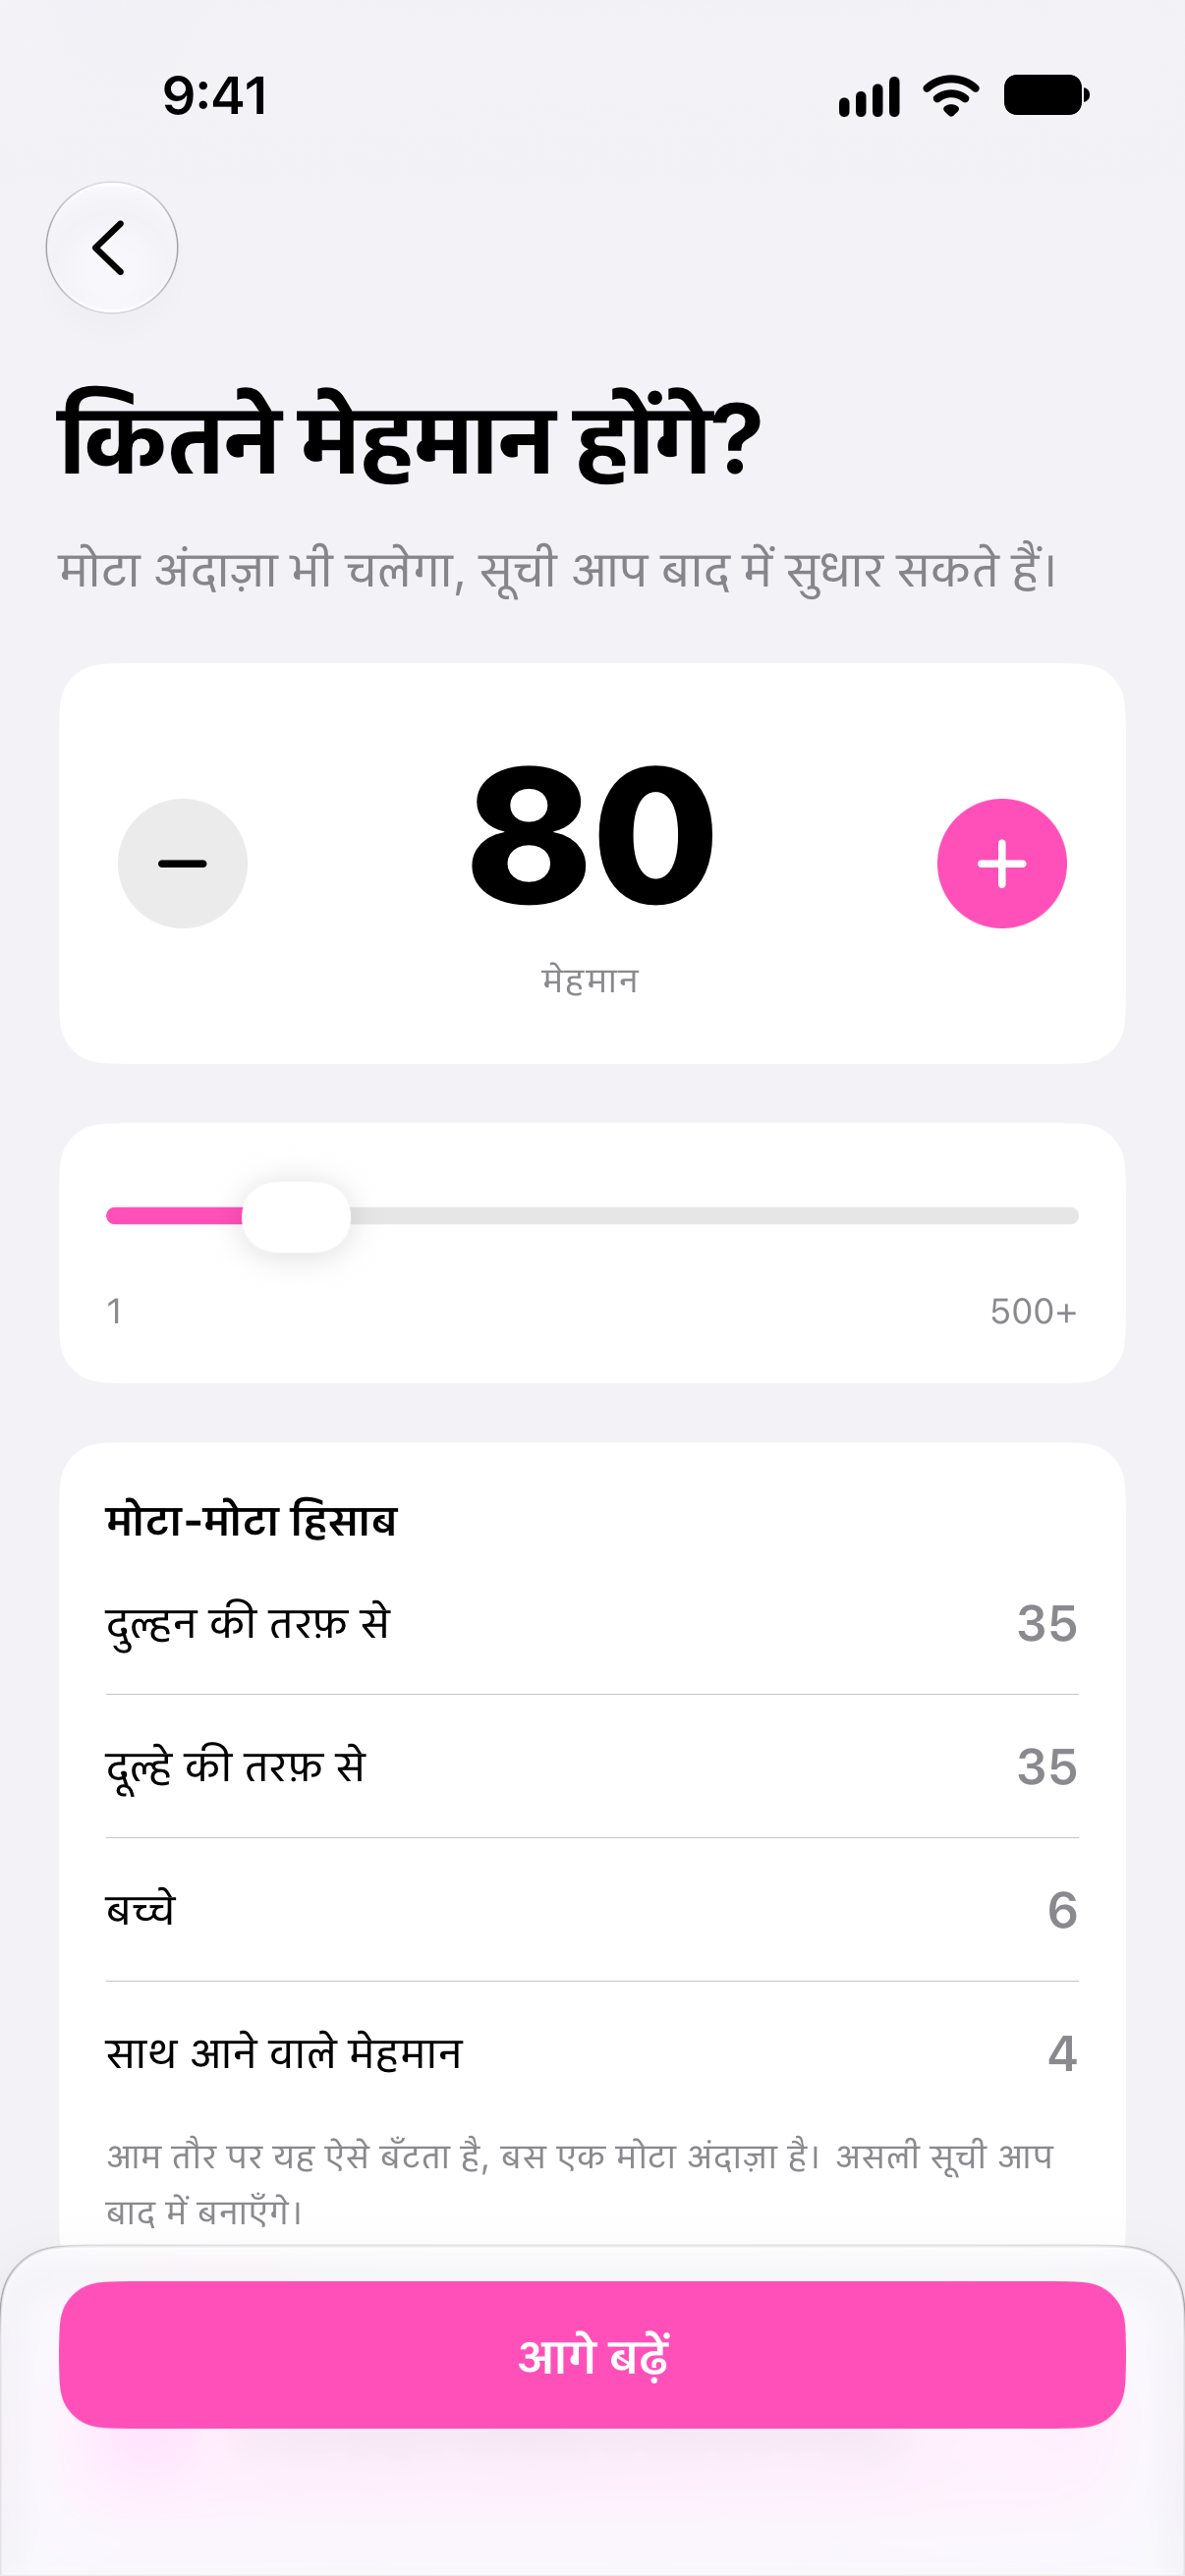 9:41
कितने मेहमान होंगे?
मोटा अंदाज़ा भी चलेगा, सूची आप बाद में सुधार सकते हैं।
80
मेहमान
1
500+
मोटा-मोटा हिसाब
दुल्हन की तरफ़ से 35
दूल्हे की तरफ़ से 35
बच्चे 6
साथ आने वाले मेहमान 4
आम तौर पर यह ऐसे बँटता है, बस एक मोटा अंदाज़ा है। असली सूची आप
बाद में बनाएँगे।
आगे बढ़ें